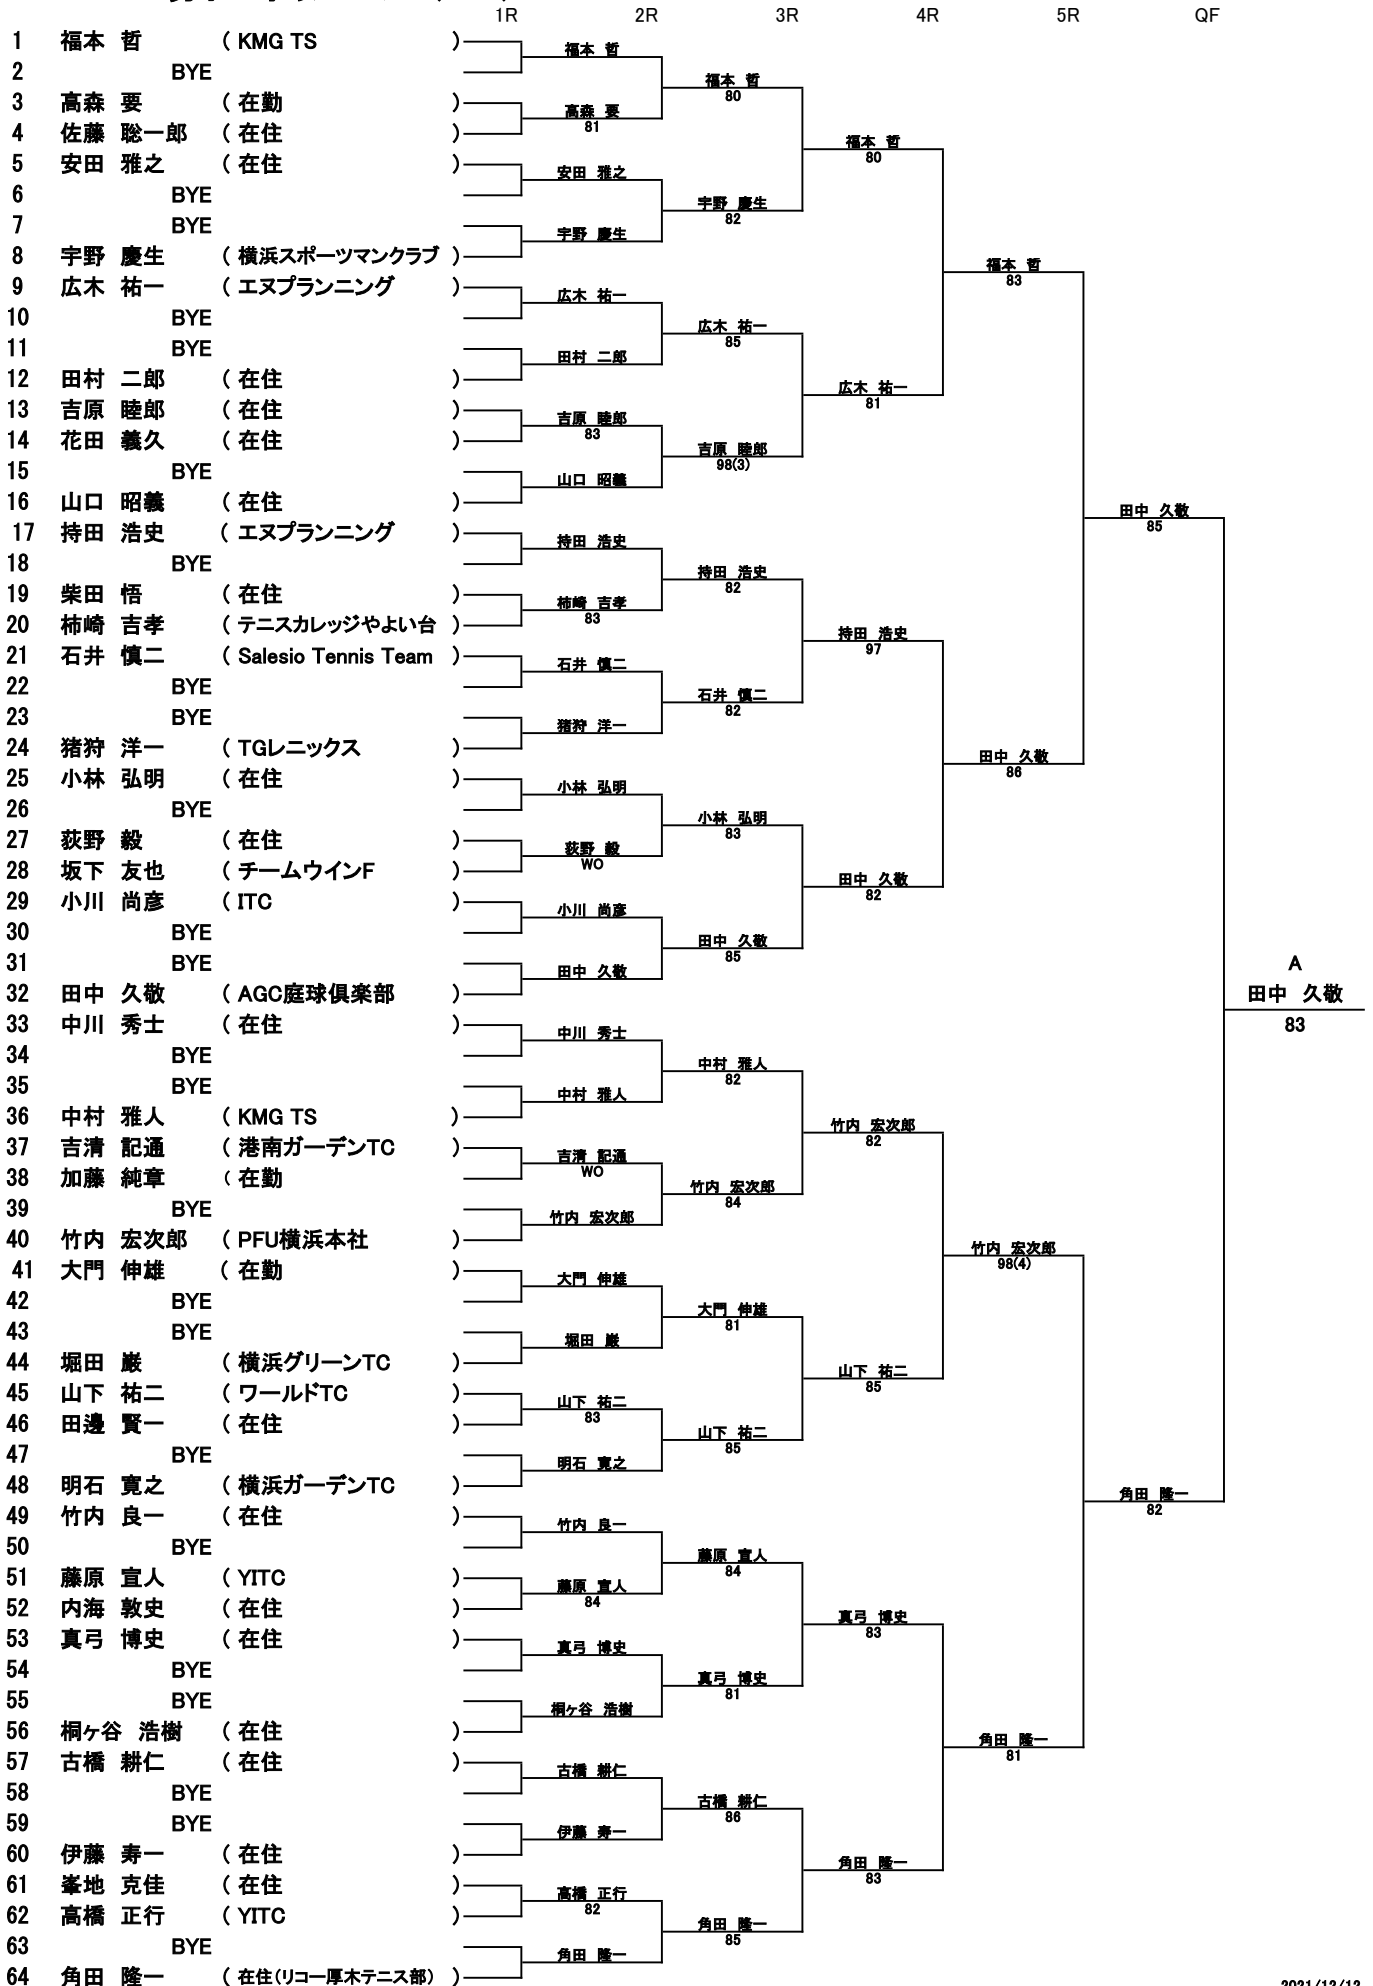 1R 2R 3R 4R 5R QF
1 福本 哲 ( KMG TS )
2 BYE
3 高森 要 ( 在勤 )
4 佐藤 聡一郎 ( 在住 )
5 安田 雅之 ( 在住 )
6 BYE
7 BYE
8 宇野 慶生 ( 横浜スポーツマンクラブ )
9 広木 祐一 ( エヌプランニング )
10 BYE
11 BYE
12 田村 二郎 ( 在住 )
13 吉原 睦郎 ( 在住 )
14 花田 義久 ( 在住 )
15 BYE
16 山口 昭義 ( 在住 )
17 持田 浩史 ( エヌプランニング )
18 BYE
19 柴田 悟 ( 在住 )
20 柿崎 吉孝 ( テニスカレッジやよい台 )
21 石井 慎二 ( Salesio Tennis Team )
22 BYE
23 BYE
24 猪狩 洋一 ( TGレニックス )
25 小林 弘明 ( 在住 )
26 BYE
27 荻野 毅 ( 在住 )
28 坂下 友也 ( チームウインF )
29 小川 尚彦 ( ITC )
30 BYE
31 BYE
32 田中 久敬 ( AGC庭球倶楽部 )
33 中川 秀士 ( 在住 )
34 BYE
35 BYE
36 中村 雅人 ( KMG TS )
37 吉清 記通 ( 港南ガーデンTC )
38 加藤 純章 ( 在勤 )
39 BYE
40 竹内 宏次郎 ( PFU横浜本社 )
41 大門 伸雄 ( 在勤 )
42 BYE
43 BYE
44 堀田 巌 ( 横浜グリーンTC )
45 山下 祐二 ( ワールドTC )
46 田邊 賢一 ( 在住 )
47 BYE
48 明石 寛之 ( 横浜ガーデンTC )
49 竹内 良一 ( 在住 )
50 BYE
51 藤原 宣人 ( YITC )
52 内海 敦史 ( 在住 )
53 真弓 博史 ( 在住 )
54 BYE
55 BYE
56 桐ヶ谷 浩樹 ( 在住 )
57 古橋 耕仁 ( 在住 )
58 BYE
59 BYE
60 伊藤 寿一 ( 在住 )
61 峯地 克佳 ( 在住 )
62 高橋 正行 ( YITC )
63 BYE
64 角田 隆一 ( 在住(リコー厚木テニス部) )
福本 哲
高森 要
81
安田 雅之
宇野 慶生
広木 祐一
田村 二郎
吉原 睦郎
83
山口 昭義
持田 浩史
柿崎 吉孝
83
石井 慎二
猪狩 洋一
小林 弘明
荻野 毅
WO
小川 尚彦
田中 久敬
中川 秀士
中村 雅人
吉清 記通
WO
竹内 宏次郎
大門 伸雄
堀田 巌
山下 祐二
83
明石 寛之
竹内 良一
藤原 宣人
84
真弓 博史
桐ヶ谷 浩樹
古橋 耕仁
伊藤 寿一
高橋 正行
82
角田 隆一
福本 哲
80
宇野 慶生
82
広木 祐一
85
吉原 睦郎
98(3)
持田 浩史
82
石井 慎二
82
小林 弘明
83
田中 久敬
85
中村 雅人
82
竹内 宏次郎
84
大門 伸雄
81
山下 祐二
85
藤原 宣人
84
真弓 博史
81
古橋 耕仁
86
角田 隆一
85
福本 哲
80
広木 祐一
81
持田 浩史
97
田中 久敬
82
竹内 宏次郎
82
山下 祐二
85
真弓 博史
83
角田 隆一
83
福本 哲
83
田中 久敬
86
竹内 宏次郎
98(4)
角田 隆一
81
田中 久敬
85
角田 隆一
82
A
田中 久敬
83